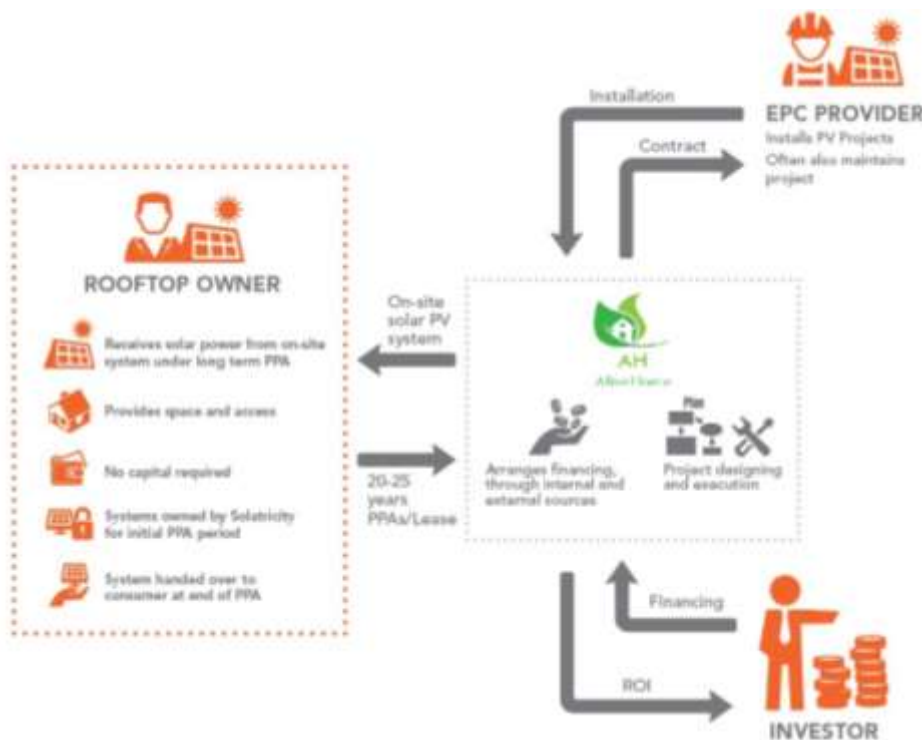 Installation
EPC PROVIDER
Installs PV Projects
Often also maintains
project
Contract
ROOFTOP OWNER
Receives solar power from on-site
system under long term PPA
Provides space and access
No capital required
Systems owned by Solatricity
for initial PPA period
System handed over to
consumer at end of PPA
On-site
solar PV
system
20-25
years
PPAs/Lease
AH
Plan
Arranges financing,
through internal and
external sources
Project designing
and execution
Financing
ROI
INVESTOR